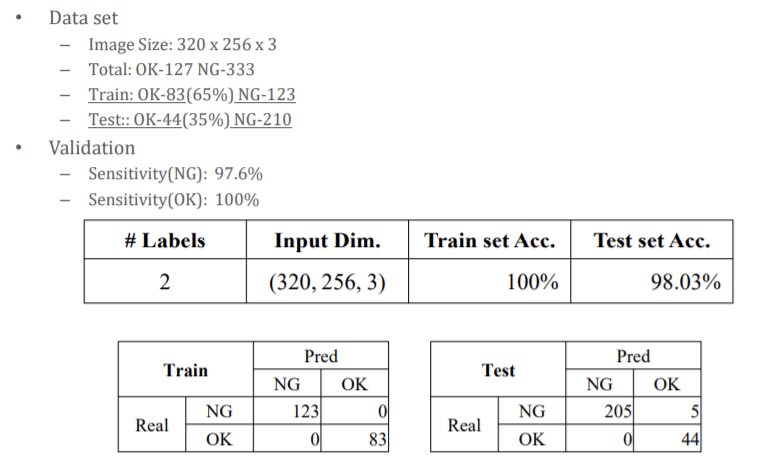 • Data set
– Image Size: 320 x 256 x 3
– Total: OK-127 NG-333
– Train: OK-83(65%) NG-123
– Test:: OK-44(35%) NG-210
• Validation
– Sensitivity(NG): 97.6%
– Sensitivity(OK): 100%
# Labels Input Dim. Train set Acc. Test set Acc.
2 (320, 256, 3) 100% 98.03%
Train Pred
NG OK
Real NG 123 0
OK 0 83
Test Pred
NG OK
Real NG 205 5
OK 0 44